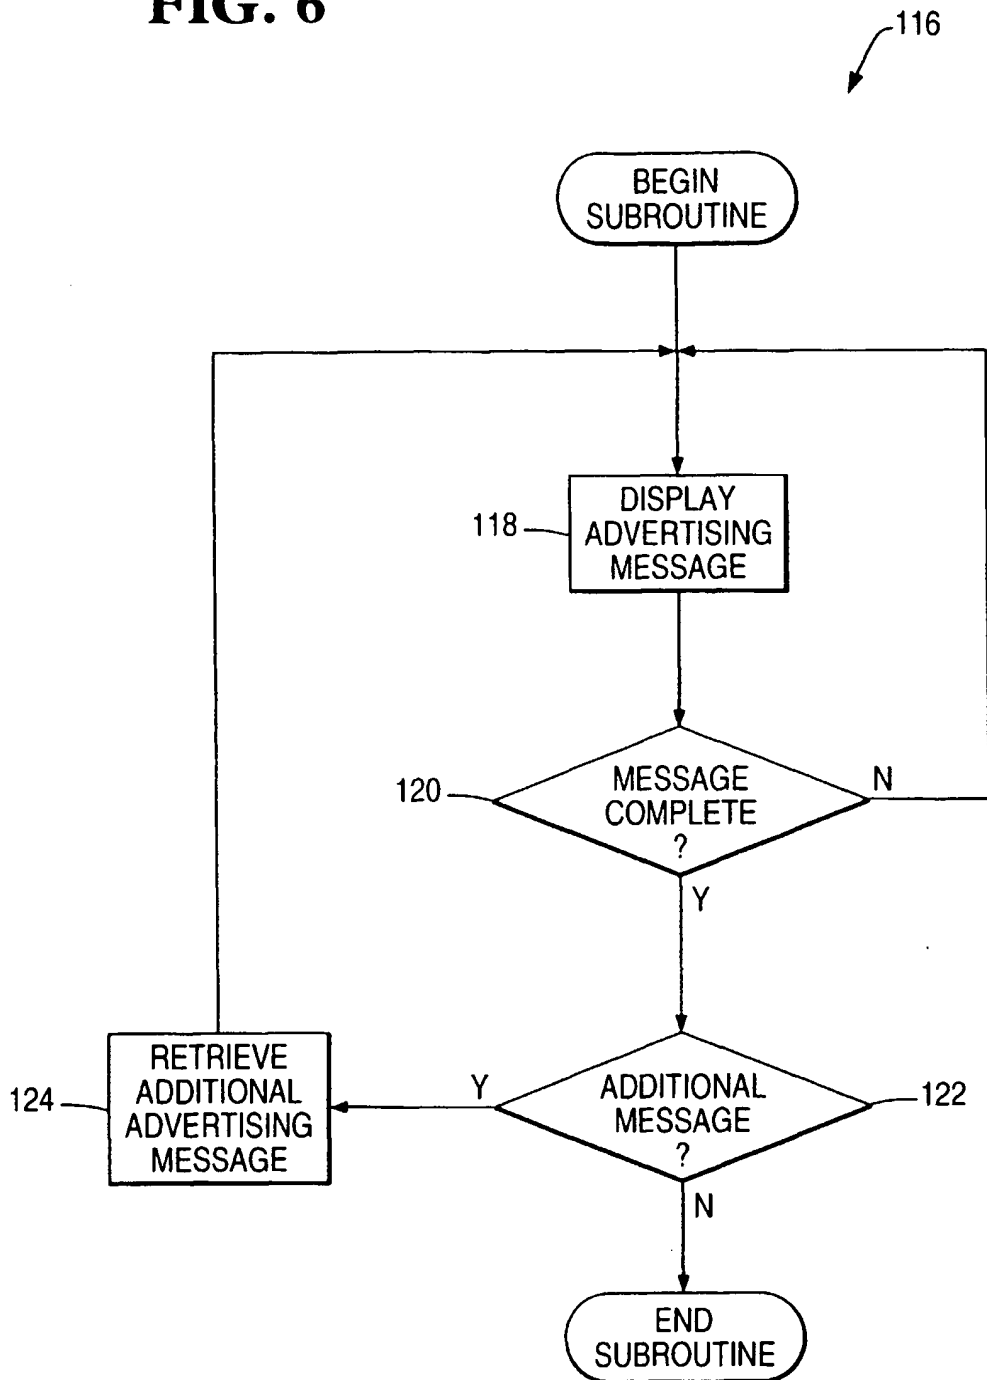 FIG. 6
116
BEGIN
SUBROUTINE
118
DISPLAY
ADVERTISING
MESSAGE
120
MESSAGE
COMPLETE
?
N
Y
124
RETRIEVE
ADDITIONAL
ADVERTISING
MESSAGE
Y
ADDITIONAL
MESSAGE
?
122
N
END
SUBROUTINE